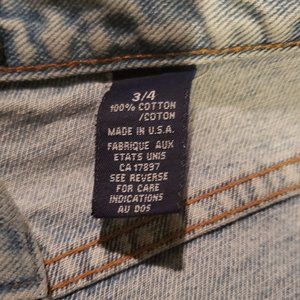 3/4
100% COTTON
/COTON
MADE IN U.S.A.
FABRIQUE AUX
ETATS UNIS
CA 17897
SEE REVERSE
FOR CARE
INDICATIONS
AU DOS